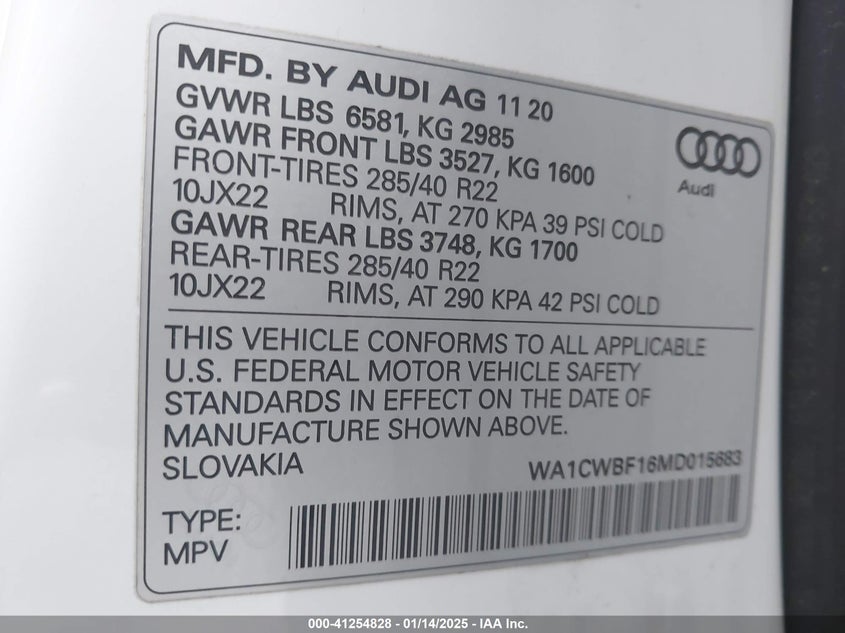 MFD. BY AUDI AG 11 20
GVWR LBS 6581, KG 2985
GAWR FRONT LBS 3527, KG 1600
FRONT-TIRES 285/40 R22
10JX22 RIMS, AT 270 KPA 39 PSI COLD
GAWR REAR LBS 3748, KG 1700
REAR-TIRES 285/40 R22
10JX22 RIMS, AT 290 KPA 42 PSI COLD
Audi
THIS VEHICLE CONFORMS TO ALL APPLICABLE
U.S. FEDERAL MOTOR VEHICLE SAFETY
STANDARDS IN EFFECT ON THE DATE OF
MANUFACTURE SHOWN ABOVE.
SLOVAKIA WA1CWBF16MD015683
TYPE:
MPV
000-41254828 - 01/14/2025 - IAA Inc.